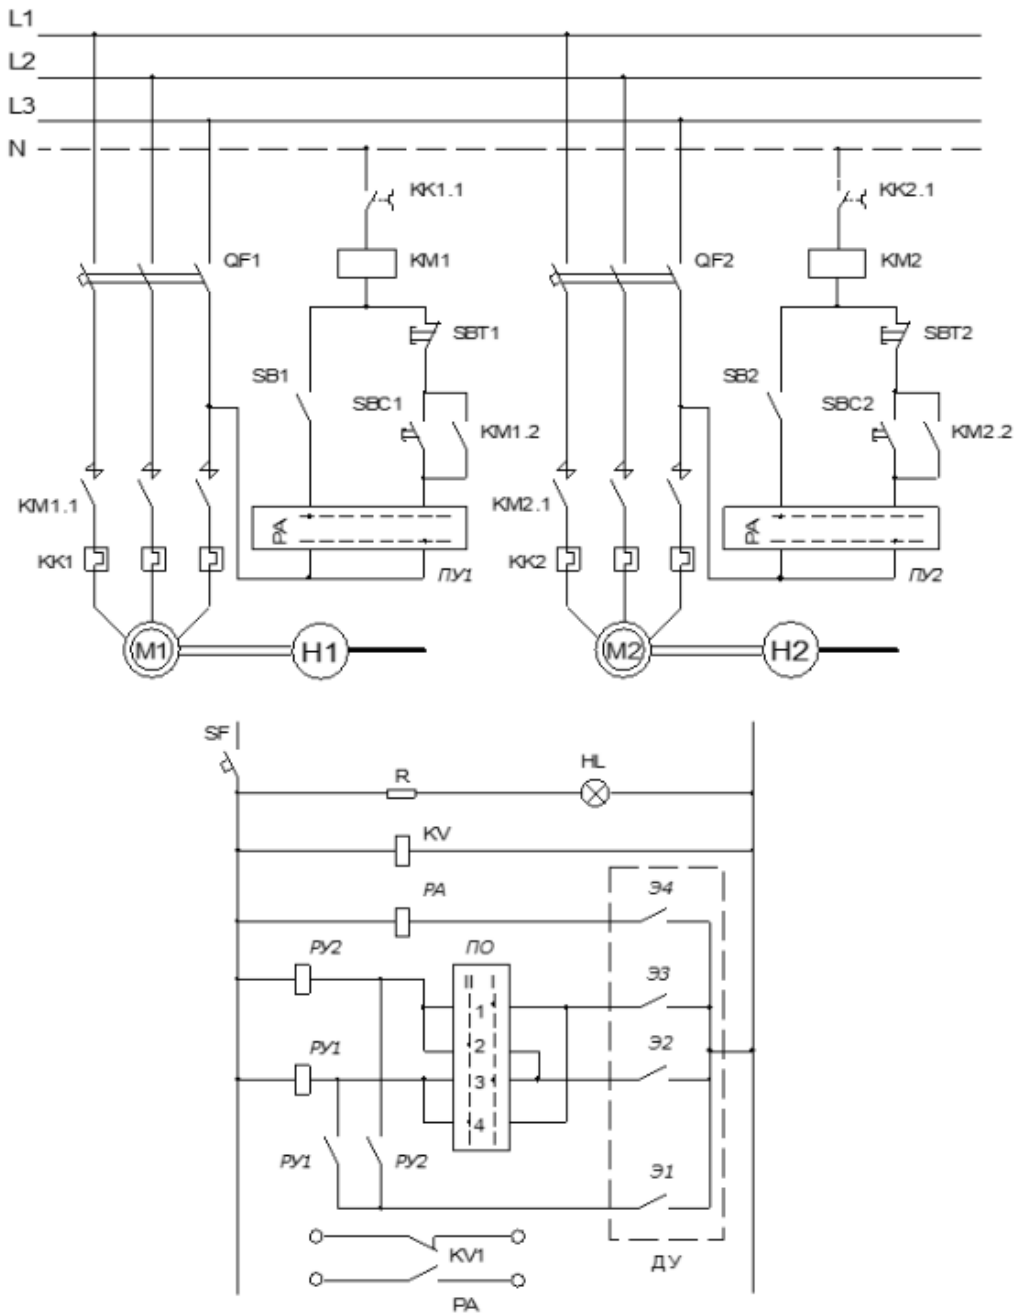 L1
L2
L3
N
KK1.1
KK2.1
QF1
KM1
QF2
KM2
SBT1
SBT2
SB1
SBC1
KM1.2
SB2
SBC2
KM2.2
KM1.1
PA
KM2.1
PA
KK1
ПУ1
KK2
ПУ2
M1
H1
M2
H2
SF
R
HL
KV
РА
Э4
РУ2
ПО
II I
Э3
1
РУ1
2
Э2
3
4
РУ1
РУ2
Э1
KV1
ДУ
PA